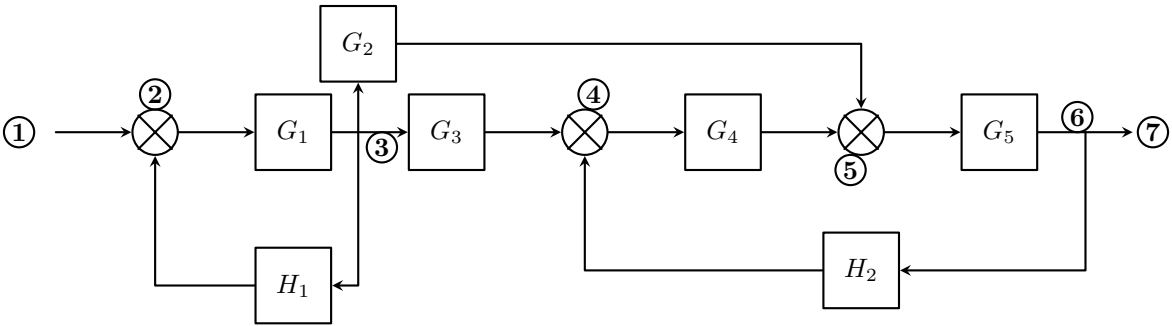 G₂
② ④ ⑥
① G₁ G₃ G₄ G₅ ⑦
③ ⑤
H₁ H₂